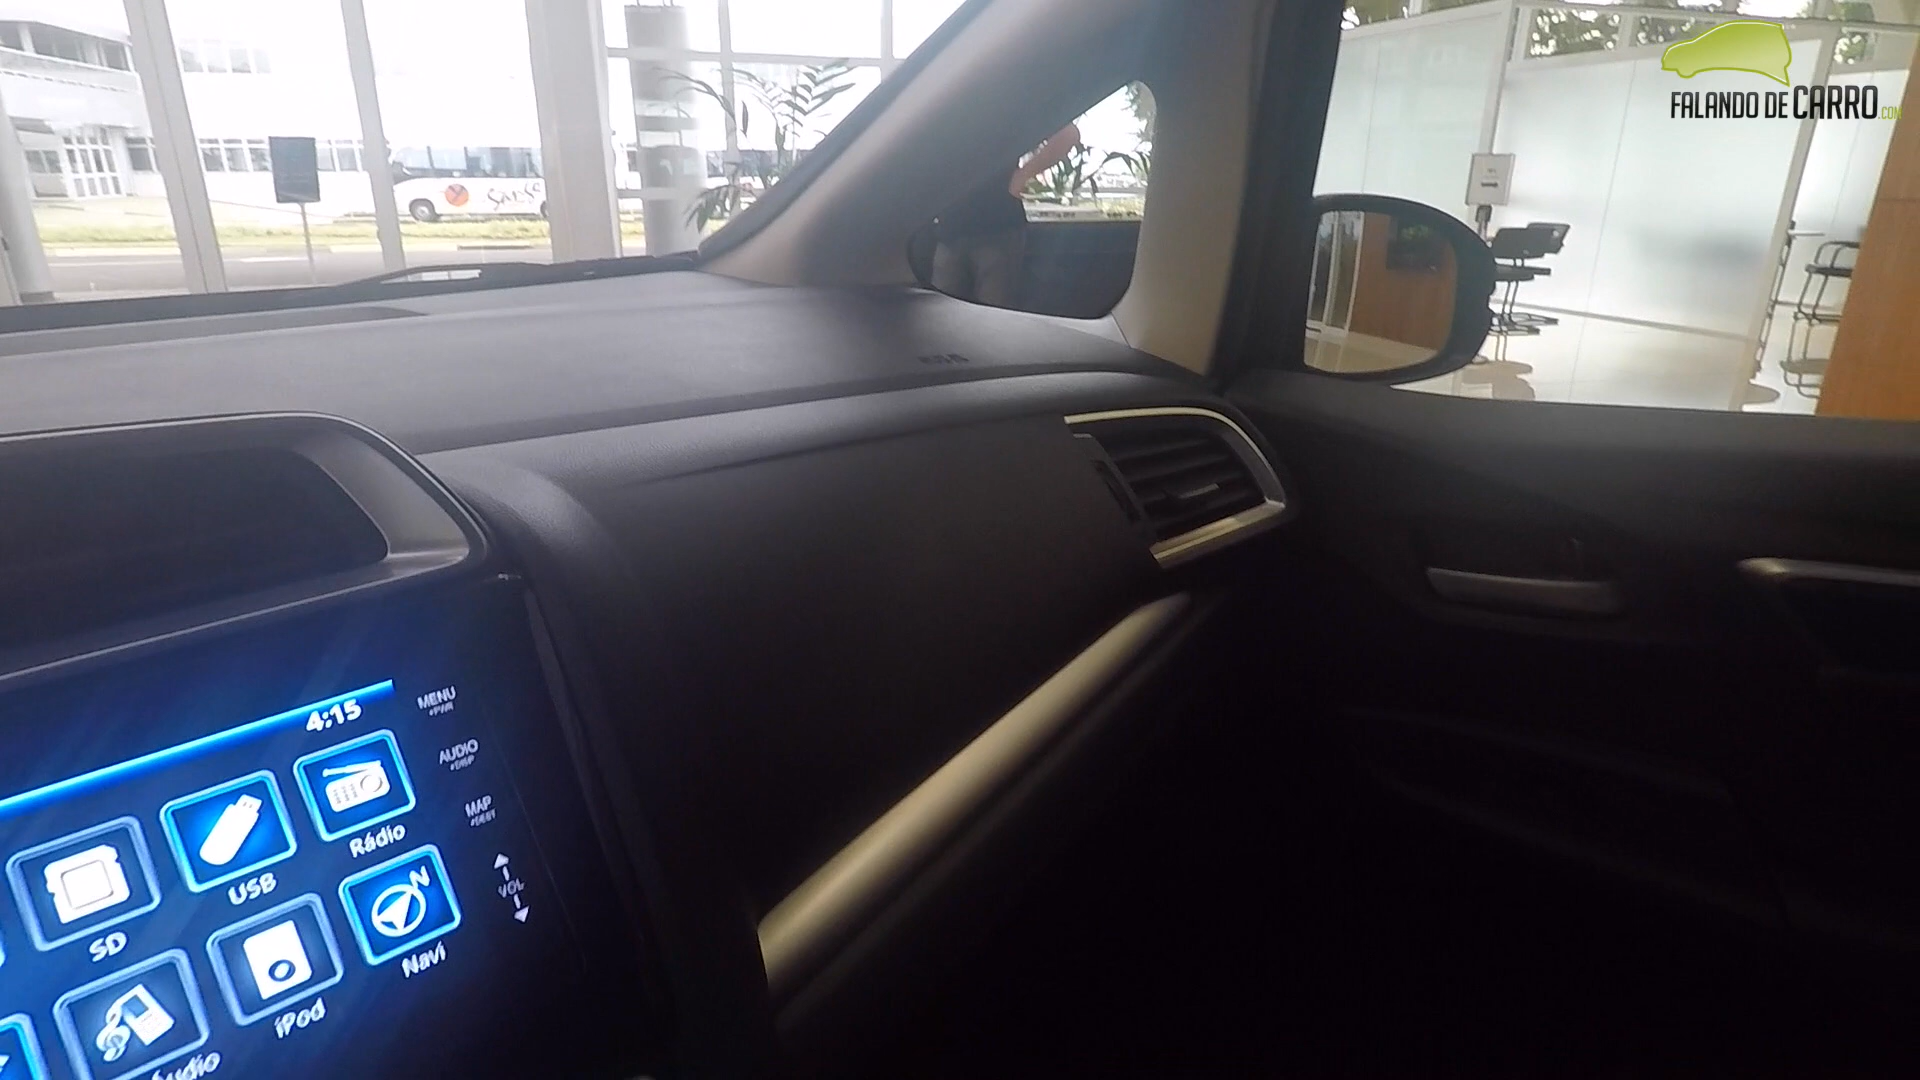 FALANDO DE CARRO.COM
4:15
MENU
AUDIO
MAP
VOL
Rádio
USB
SD
Navi
iPod